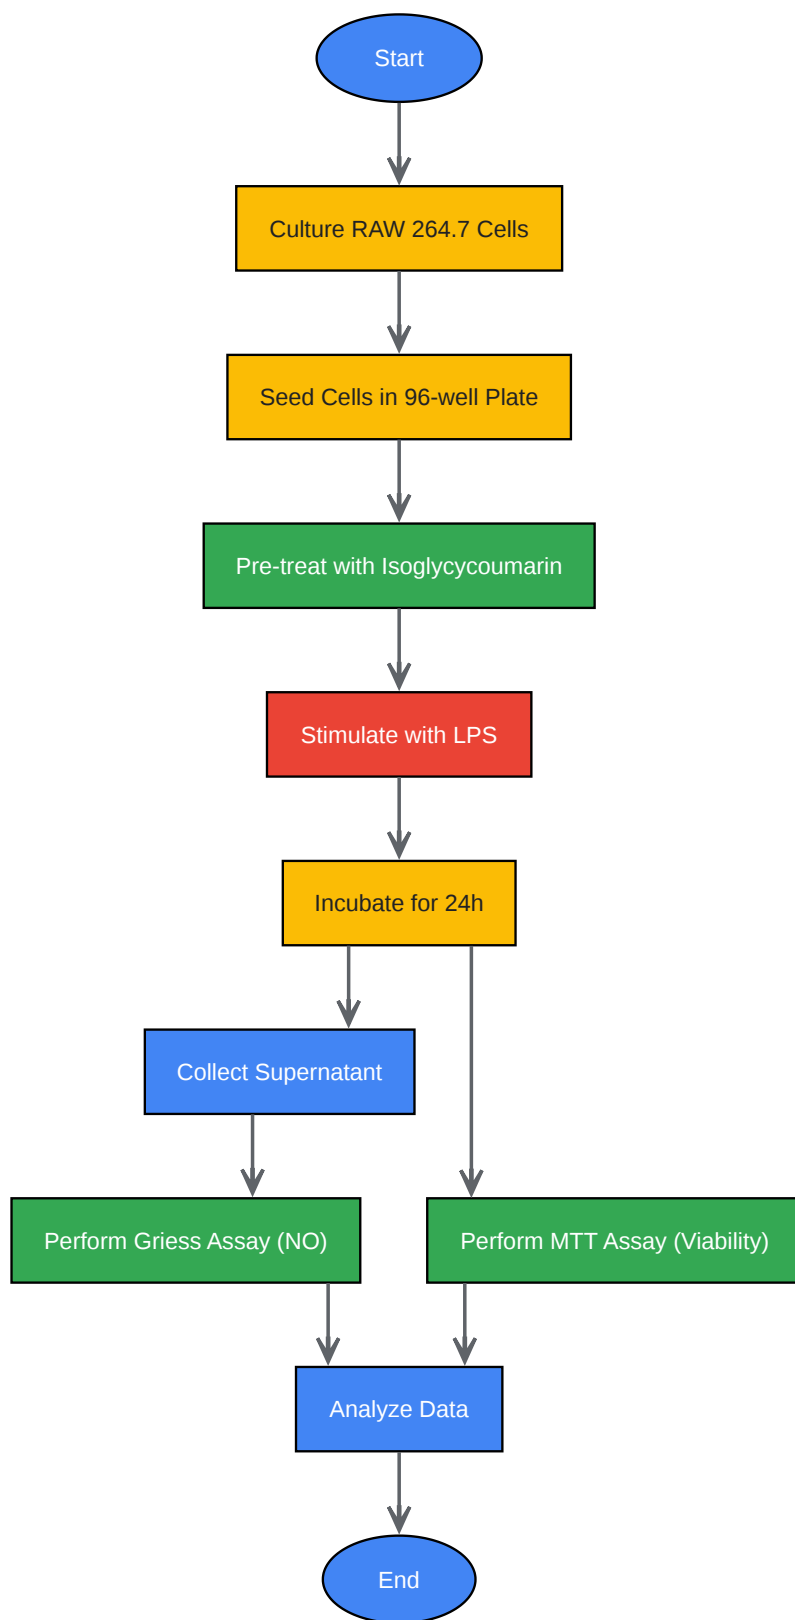 Start
Culture RAW 264.7 Cells
Seed Cells in 96-well Plate
Pre-treat with Isoglycycoumarin
Stimulate with LPS
Incubate for 24h
Collect Supernatant
Perform Griess Assay (NO)
Perform MTT Assay (Viability)
Analyze Data
End